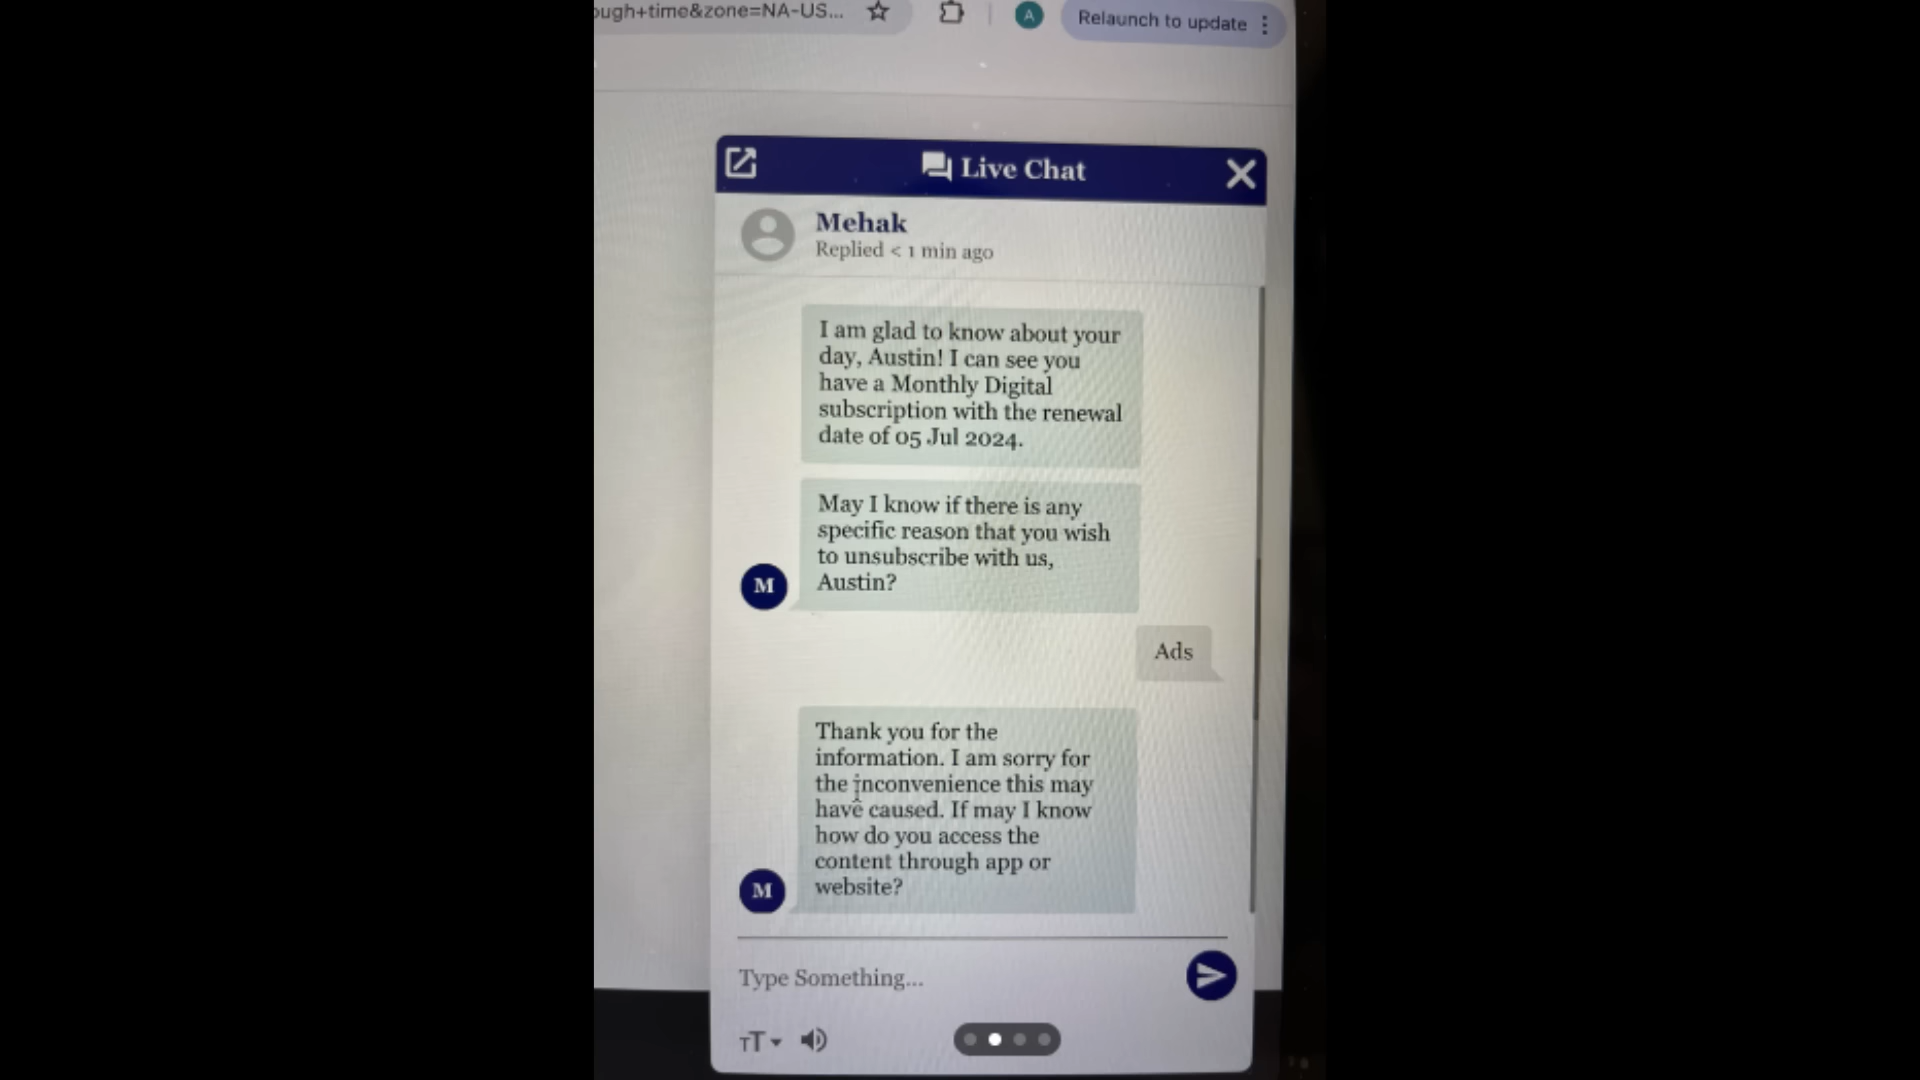 ough+time&zone=NA-US...
A
Relaunch to update
Live Chat
Mehak
Replied < 1 min ago
I am glad to know about your
day, Austin! I can see you
have a Monthly Digital
subscription with the renewal
date of 05 Jul 2024.
May I know if there is any
specific reason that you wish
to unsubscribe with us,
Austin?
M
Ads
Thank you for the
information. I am sorry for
the inconvenience this may
have caused. If may I know
how do you access the
content through app or
website?
M
Type Something...
TT